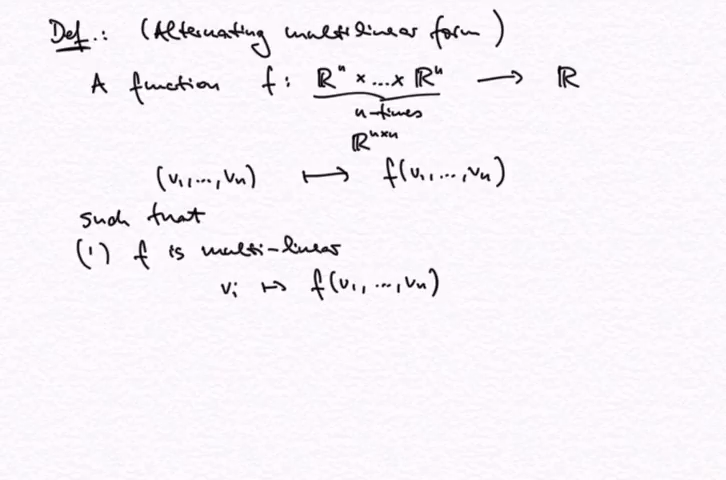 Def.: (Alternating multilinear form)
A function f: ℝⁿ × ... × ℝⁿ ⟶ ℝ
n-times
ℝⁿˣⁿ
(v₁,...,vₙ) ⟼ f(v₁,...,vₙ)
such that
(1) f is multi-linear
vᵢ ↦ f(v₁,...,vₙ)